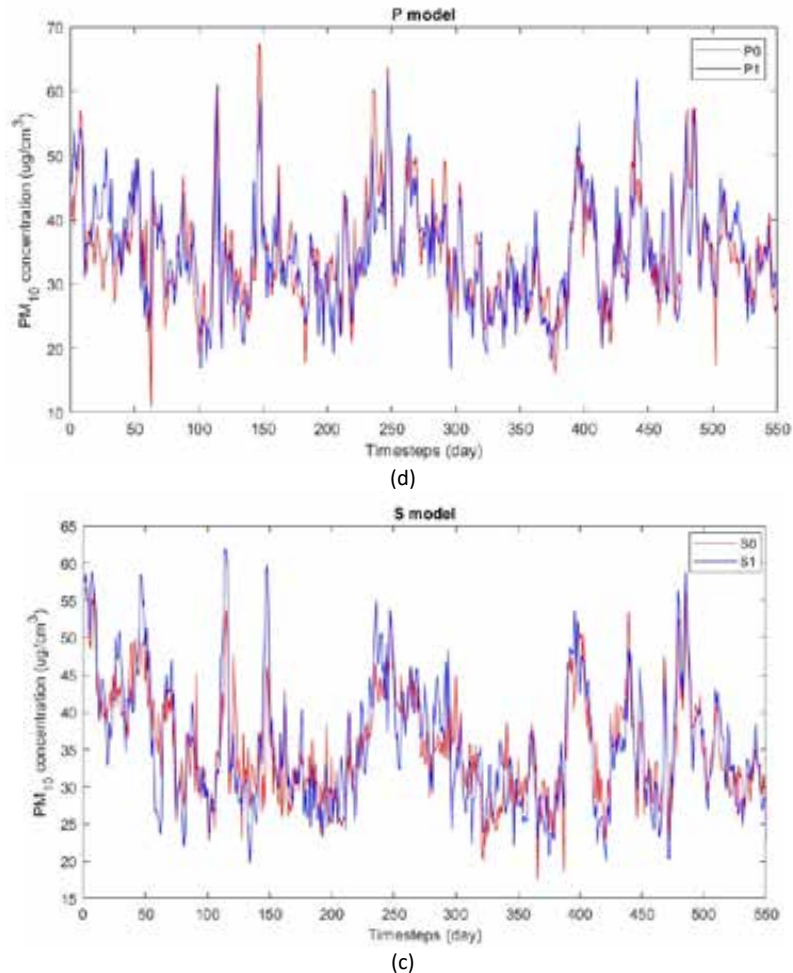 P model
70
60
50
40
30
20
10
PM10 concentration (ug/cm3)
P0
P1
0 50 100 150 200 250 300 350 400 450 500 550
Timesteps (day)
(d)
S model
65
60
55
50
45
40
35
30
25
20
15
PM10 concentration (ug/cm3)
S0
S1
0 50 100 150 200 250 300 350 400 450 500 550
Timesteps (day)
(c)